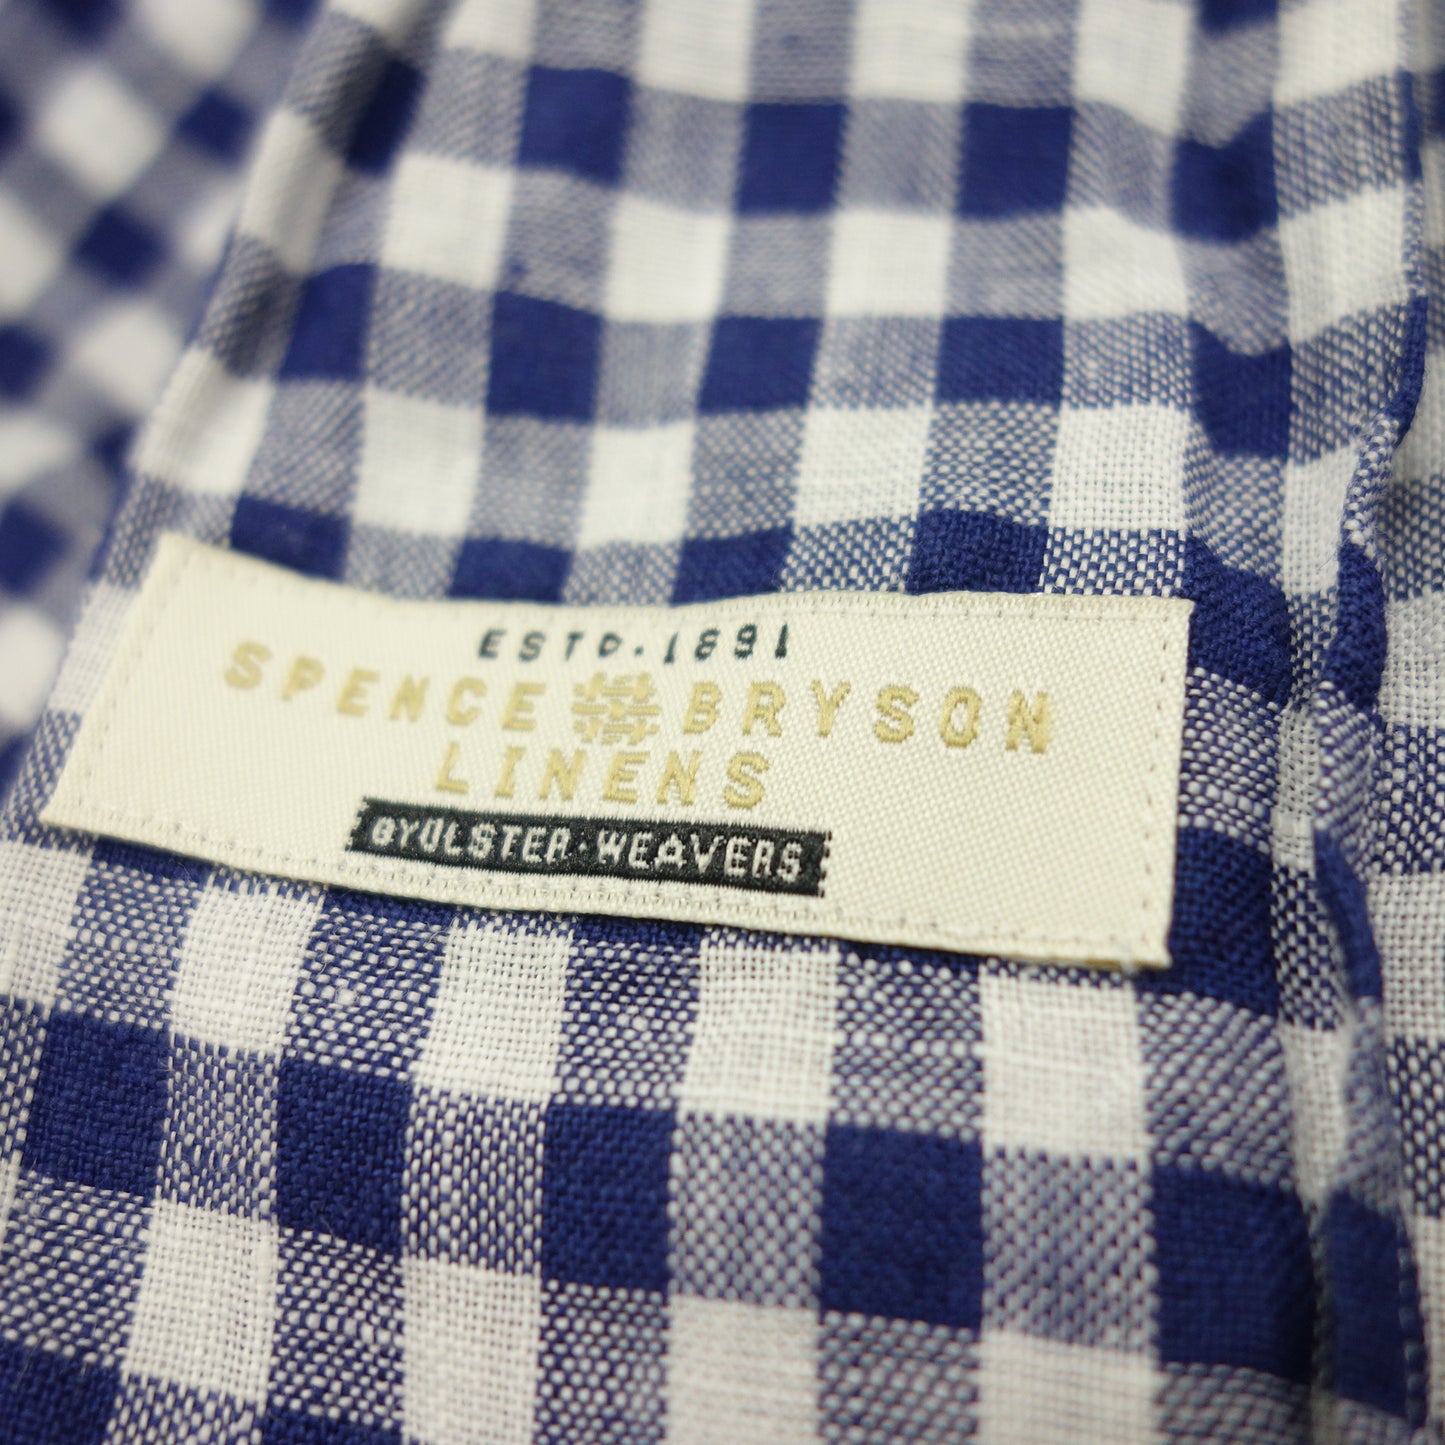 ESTD. 1891
SPENCE BRYSON
LINENS
BY ULSTER · WEAVERS